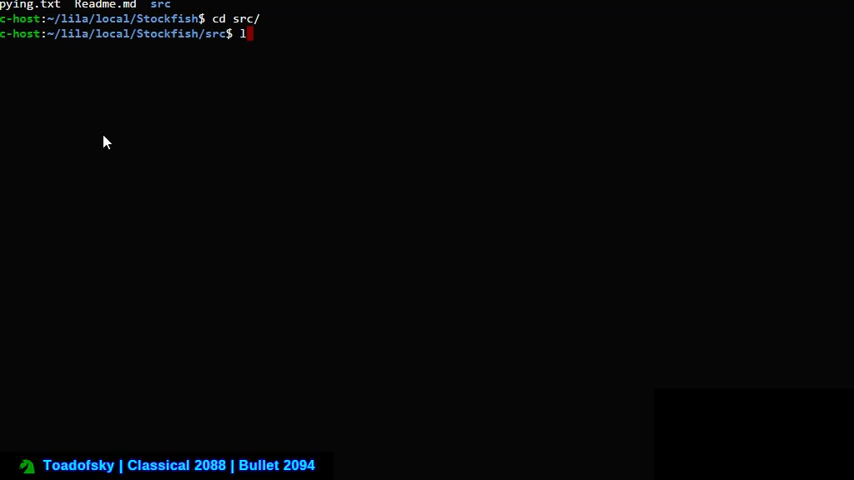 pying.txt  Readme.md  src
c-host:~/lila/local/Stockfish$ cd src/
c-host:~/lila/local/Stockfish/src$ l
Toadofsky | Classical 2088 | Bullet 2094